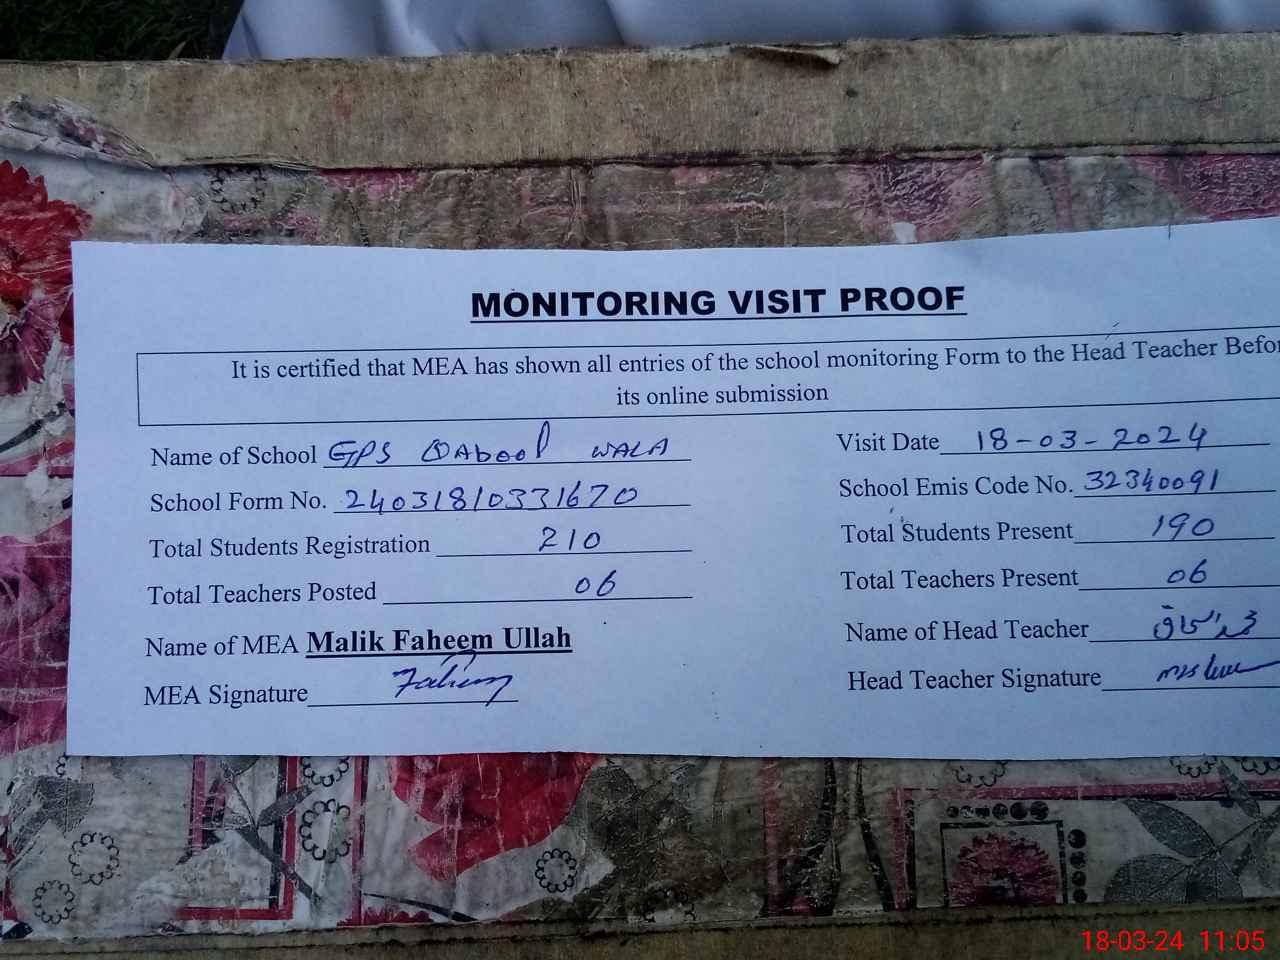 MONITORING VISIT PROOF
It is certified that MEA has shown all entries of the school monitoring Form to the Head Teacher Befor
its online submission
Name of School GPS QAbool WALA
Visit Date 18-03-2024
School Form No. 24031810331670
School Emis Code No. 32340091
Total Students Registration 210
Total Students Present 190
Total Teachers Posted 06
Total Teachers Present 06
Name of MEA Malik Faheem Ullah
Name of Head Teacher
MEA Signature Faheem
Head Teacher Signature
18-03-24 11:05